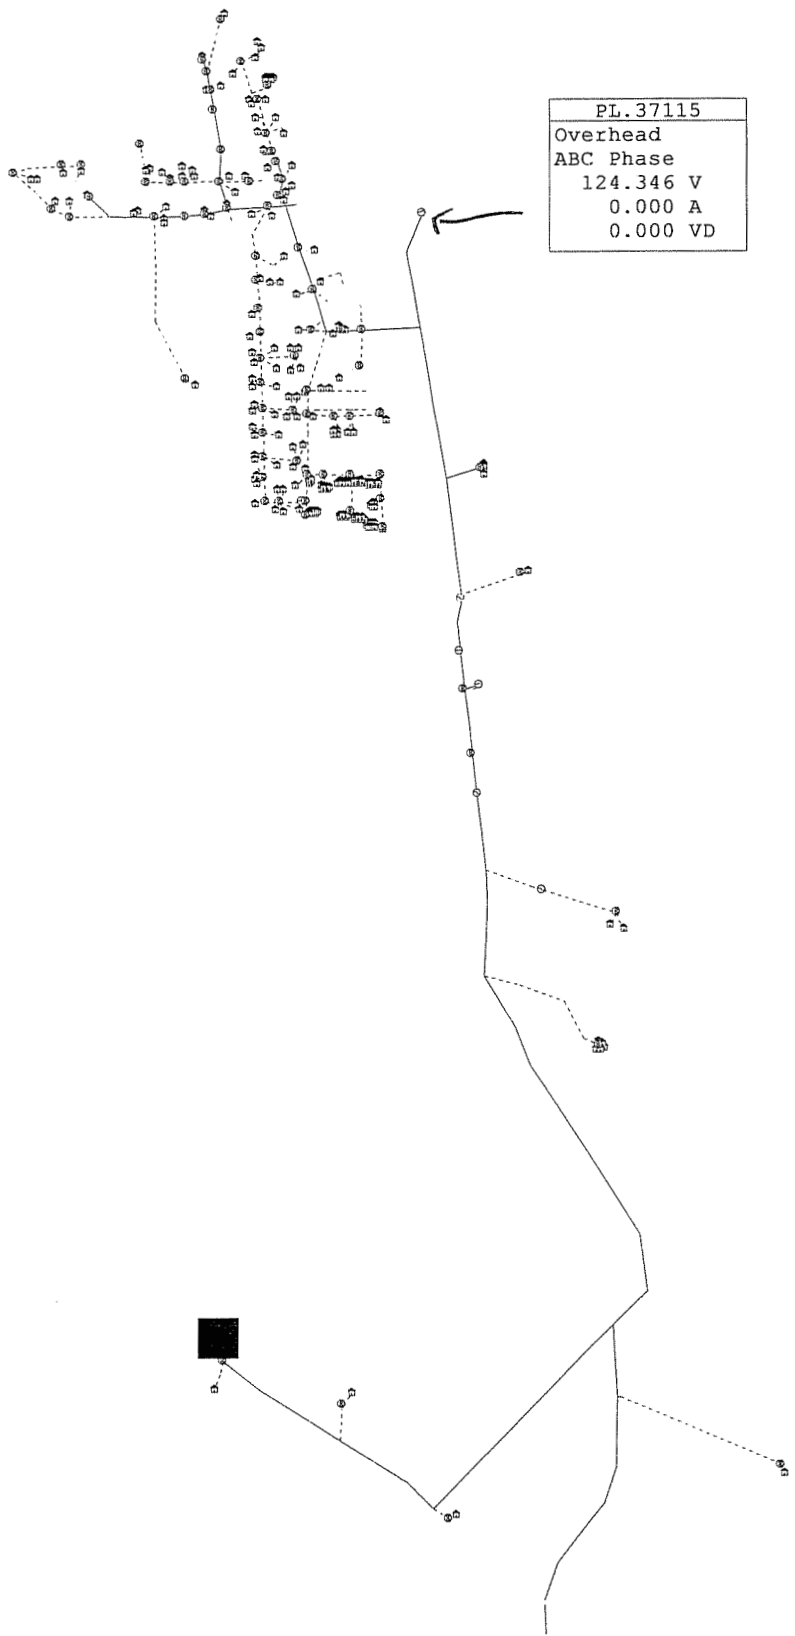 PL.37115
Overhead
ABC Phase
124.346 V
0.000 A
0.000 VD